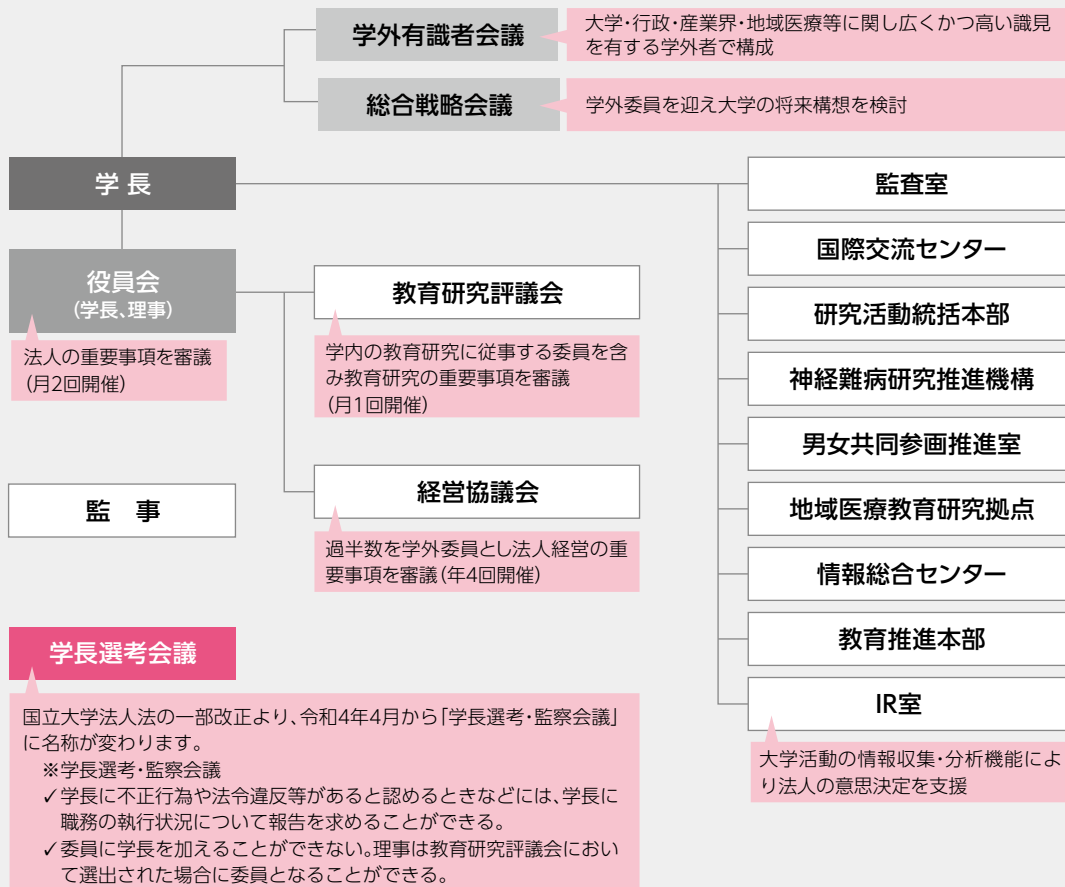 学外有識者会議
大学・行政・産業界・地域医療等に関し広くかつ高い識見
を有する学外者で構成
総合戦略会議
学外委員を迎え大学の将来構想を検討
学 長
役員会
(学長、理事)
法人の重要事項を審議
(月2回開催)
教育研究評議会
学内の教育研究に従事する委員を含
み教育研究の重要事項を審議
(月1回開催)
監 事
経営協議会
過半数を学外委員とし法人経営の重
要事項を審議(年4回開催)
学長選考会議
国立大学法人法の一部改正より、令和4年4月から「学長選考・監察会議」
に名称が変わります。
※学長選考・監察会議
✓学長に不正行為や法令違反等があると認めるときなどには、学長に
職務の執行状況について報告を求めることができる。
✓委員に学長を加えることができない。理事は教育研究評議会におい
て選出された場合に委員となることができる。
監査室
国際交流センター
研究活動統括本部
神経難病研究推進機構
男女共同参画推進室
地域医療教育研究拠点
情報総合センター
教育推進本部
IR室
大学活動の情報収集・分析機能によ
り法人の意思決定を支援